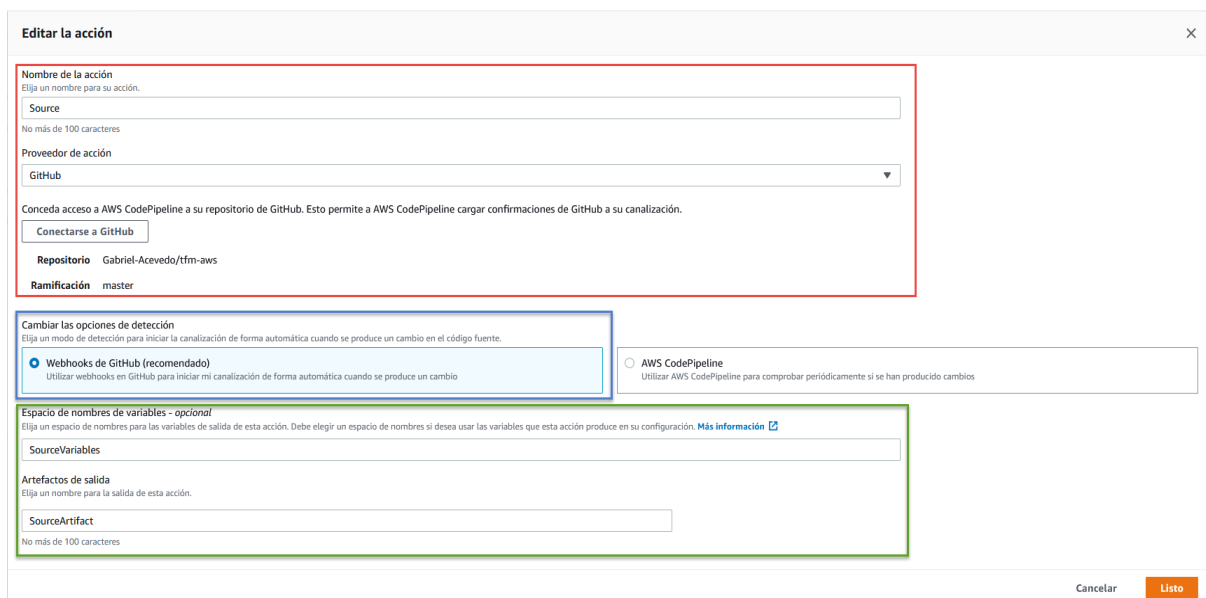 Editar la acción
Nombre de la acción
Elija un nombre para su acción.
Source
No más de 100 caracteres
Proveedor de acción
GitHub
Conceda acceso a AWS CodePipeline a su repositorio de GitHub. Esto permite a AWS CodePipeline cargar confirmaciones de GitHub a su canalización.
Conectarse a GitHub
Repositorio Gabriel-Acevedo/tfm-aws
Ramificación master
Cambiar las opciones de detección
Elija un modo de detección para iniciar la canalización de forma automática cuando se produce un cambio en el código fuente.
Webhooks de GitHub (recomendado)
Utilizar webhooks en GitHub para iniciar mi canalización de forma automática cuando se produce un cambio
AWS CodePipeline
Utilizar AWS CodePipeline para comprobar periódicamente si se han producido cambios
Espacio de nombres de variables - opcional
Elija un espacio de nombres para las variables de salida de esta acción. Debe elegir un espacio de nombres si desea usar las variables que esta acción produce en su configuración. Más información
SourceVariables
Artefactos de salida
Elija un nombre para la salida de esta acción.
SourceArtifact
No más de 100 caracteres
Cancelar
Listo